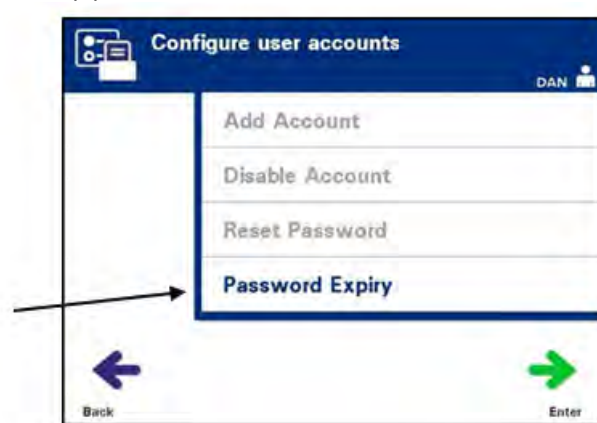 Configure user accounts
DAN
Add Account
Disable Account
Reset Password
Password Expiry
Back
Enter